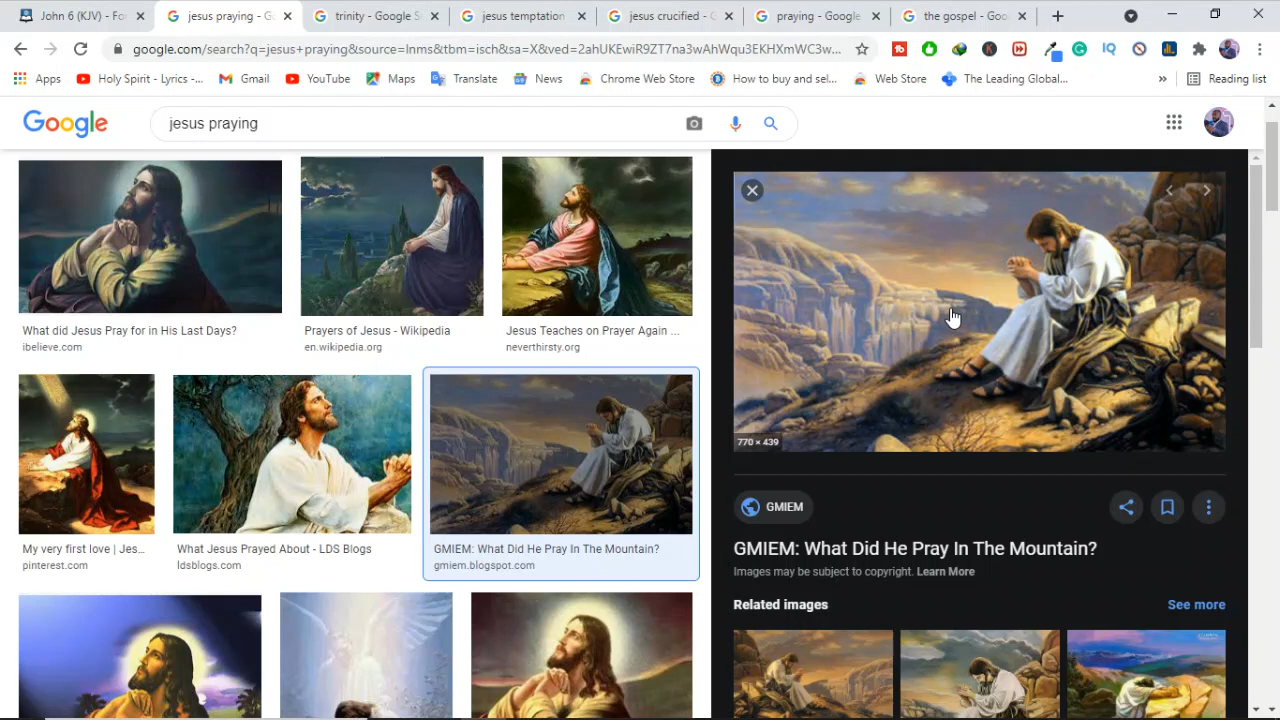 John 6 (KJV) - Fo
jesus praying - G
trinity - Google S
jesus temptation
jesus crucified - G
praying - Google
the gospel - Goo
google.com/search?q=jesus+praying&source=lnms&tbm=isch&sa=X&ved=2ahUKEwiR9ZT7na3wAhWqu3EKHXmWC3w...
Apps
Holy Spirit - Lyrics -...
Gmail
YouTube
Maps
Translate
News
Chrome Web Store
How to buy and sel...
Web Store
The Leading Global...
»
Reading list
Google
jesus praying
What did Jesus Pray for in His Last Days?
ibelieve.com
Prayers of Jesus - Wikipedia
en.wikipedia.org
Jesus Teaches on Prayer Again ...
neverthirsty.org
My very first love | Jes...
pinterest.com
What Jesus Prayed About - LDS Blogs
ldsblogs.com
GMIEM: What Did He Pray In The Mountain?
gmiem.blogspot.com
770 × 439
GMIEM
GMIEM: What Did He Pray In The Mountain?
Images may be subject to copyright. Learn More
Related images
See more